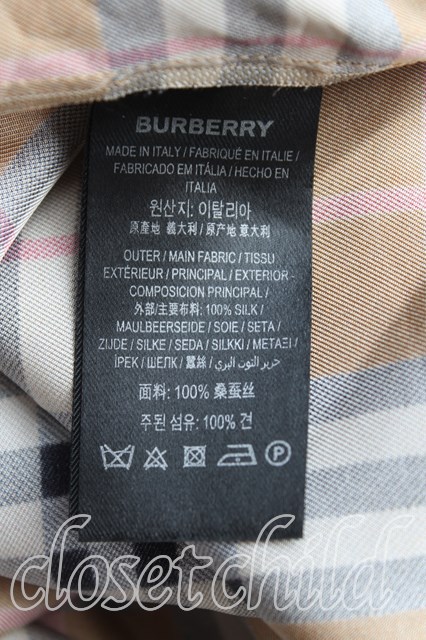 BURBERRY
MADE IN ITALY / FABRIQUÉ EN ITALIE /
FABRICADO EM ITÁLIA / HECHO EN
ITALIA
원산지: 이탈리아
原產地 義大利 / 原产地 意大利
OUTER / MAIN FABRIC / TISSU
EXTÉRIEUR / PRINCIPAL / EXTERIOR -
COMPOSICIÓN PRINCIPAL /
外部/主要布料: 100% SILK /
MAULBEERSEIDE / SOIE / SETA /
ZIJDE / SILKE / SEDA / SILKKI / ΜΕΤΑΞΙ /
İPEK / ШЕЛК / 蠶絲 / حرير التوت البري
面料: 100% 桑蚕丝
주된 섬유: 100% 견
P
closetchild